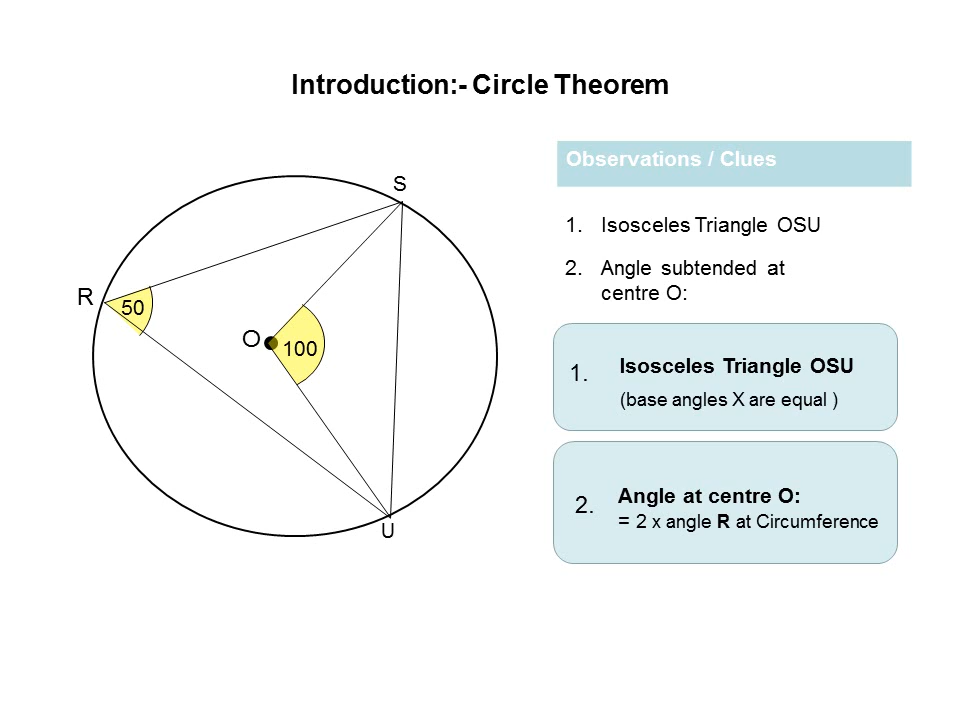 Introduction:- Circle Theorem
Observations / Clues
S
1. Isosceles Triangle OSU
2. Angle subtended at
centre O:
R
50
O
100
1. Isosceles Triangle OSU
(base angles X are equal )
2. Angle at centre O:
= 2 x angle R at Circumference
U